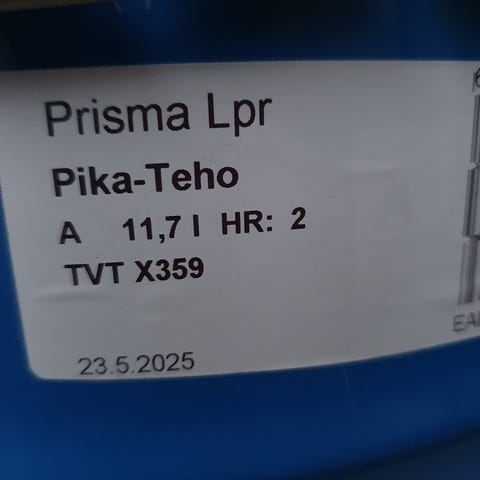 Prisma Lpr
Pika-Teho
A 11,7 l HR: 2
TVT X359
23.5.2025